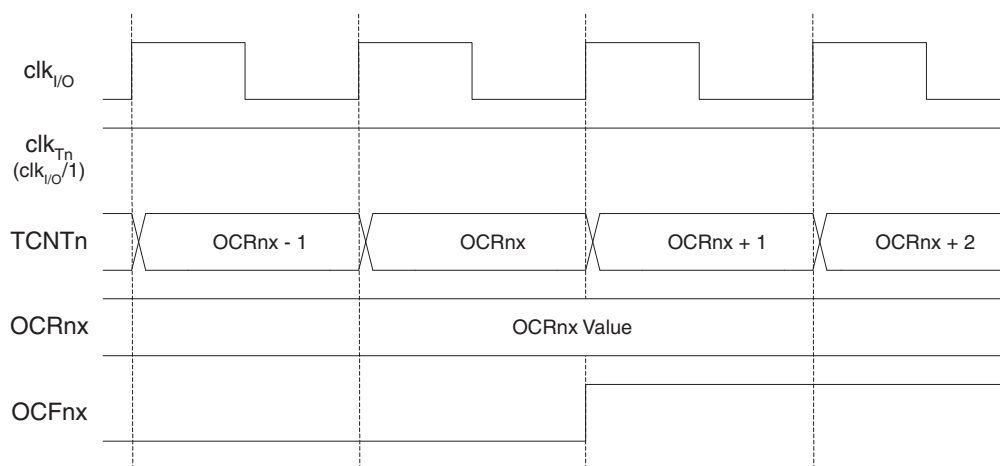 clkI/O
clkTn
(clkI/O/1)
TCNTn
OCRnx - 1
OCRnx
OCRnx + 1
OCRnx + 2
OCRnx
OCRnx Value
OCFnx